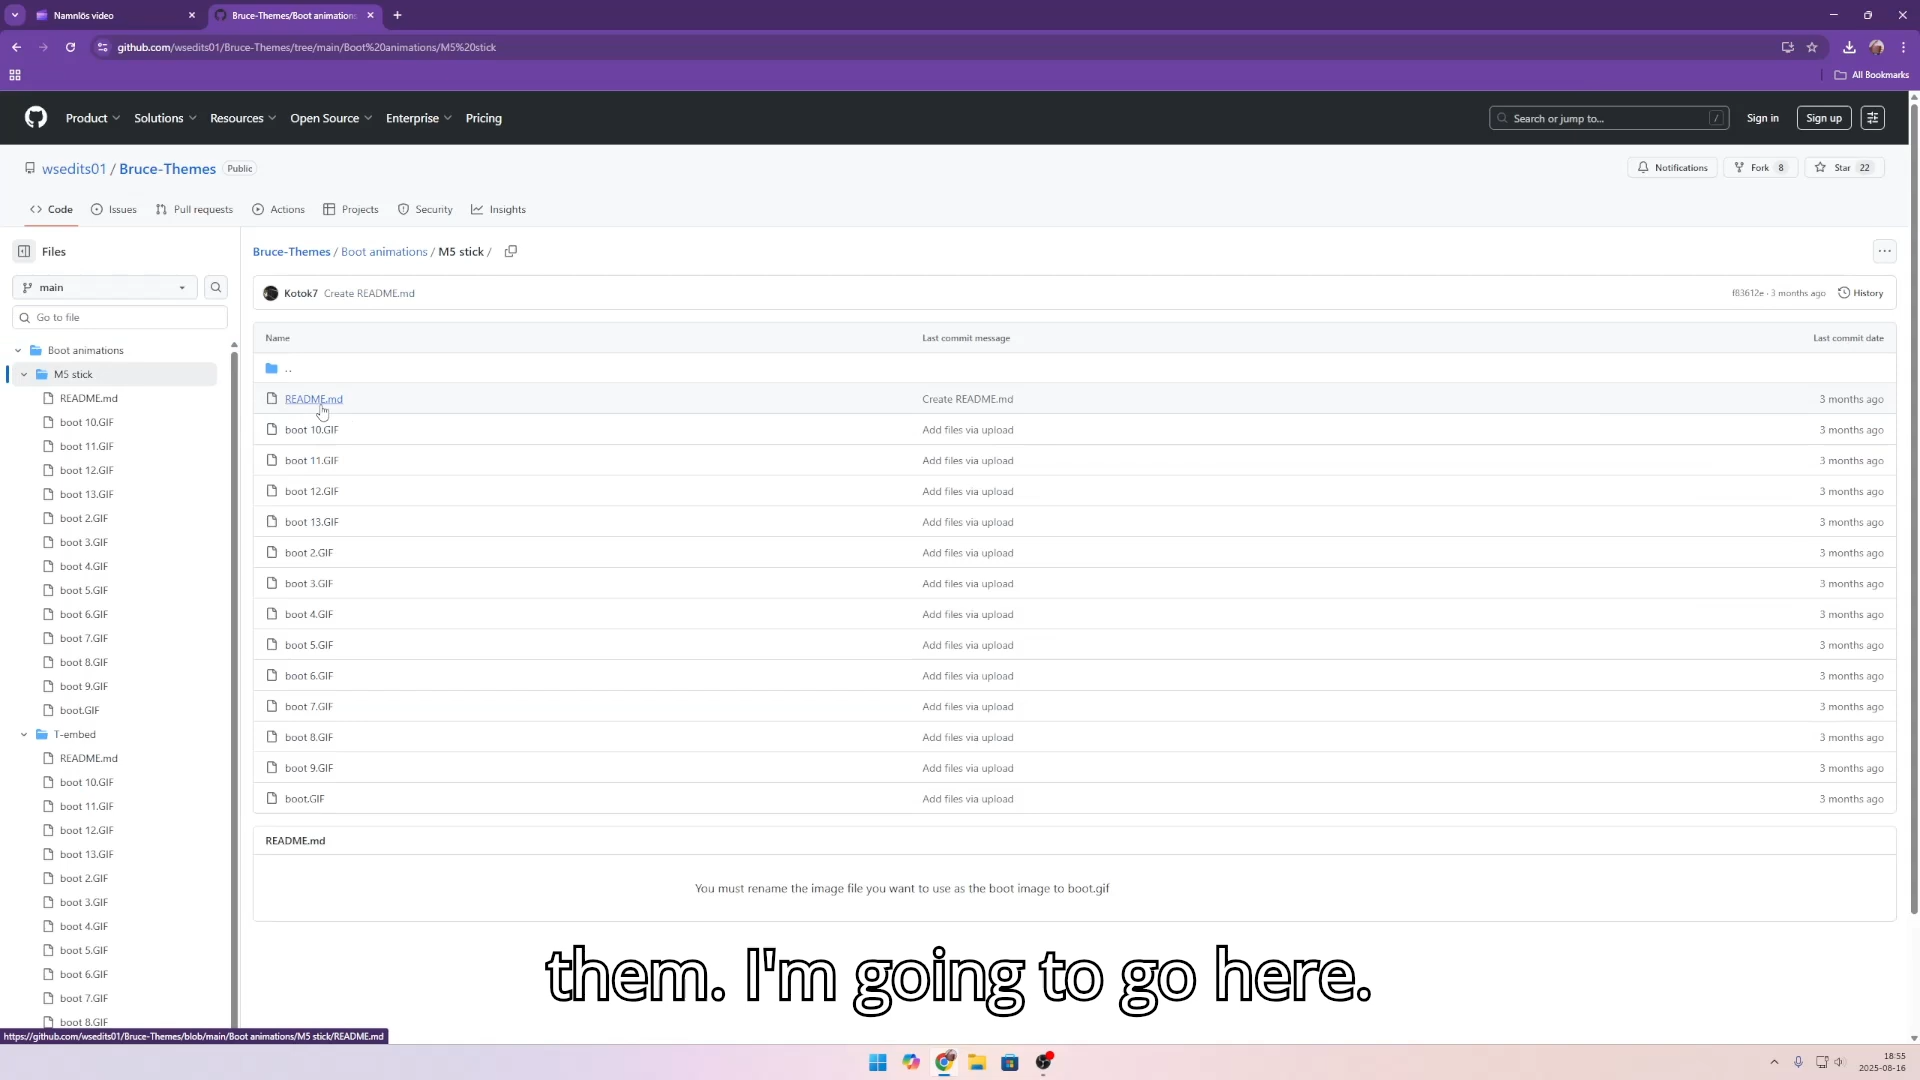 Namnlös video
Bruce-Themes/Boot animation
github.com/wsedits01/Bruce-Themes/tree/main/Boot%20animations/M5%20stick
All Bookmarks
Product Solutions Resources Open Source Enterprise Pricing
Search or jump to... /
Sign in
Sign up
wsedits01 / Bruce-Themes Public
Notifications
Fork 8
Star 22
Code Issues Pull requests Actions Projects Security Insights
Files
main
Go to file
Boot animations
M5 stick
README.md
boot 10.GIF
boot 11.GIF
boot 12.GIF
boot 13.GIF
boot 2.GIF
boot 3.GIF
boot 4.GIF
boot 5.GIF
boot 6.GIF
boot 7.GIF
boot 8.GIF
boot 9.GIF
boot.GIF
T-embed
README.md
boot 10.GIF
boot 11.GIF
boot 12.GIF
boot 13.GIF
boot 2.GIF
boot 3.GIF
boot 4.GIF
boot 5.GIF
boot 6.GIF
boot 7.GIF
boot 8.GIF
Bruce-Themes / Boot animations / M5 stick /
Kotok7 Create README.md
f83612e · 3 months ago History
Name Last commit message Last commit date
..
README.md Create README.md 3 months ago
boot 10.GIF Add files via upload 3 months ago
boot 11.GIF Add files via upload 3 months ago
boot 12.GIF Add files via upload 3 months ago
boot 13.GIF Add files via upload 3 months ago
boot 2.GIF Add files via upload 3 months ago
boot 3.GIF Add files via upload 3 months ago
boot 4.GIF Add files via upload 3 months ago
boot 5.GIF Add files via upload 3 months ago
boot 6.GIF Add files via upload 3 months ago
boot 7.GIF Add files via upload 3 months ago
boot 8.GIF Add files via upload 3 months ago
boot 9.GIF Add files via upload 3 months ago
boot.GIF Add files via upload 3 months ago
README.md
You must rename the image file you want to use as the boot image to boot.gif
them. I'm going to go here.
https://github.com/wsedits01/Bruce-Themes/blob/main/Boot animations/M5 stick/README.md
18:55
2025-08-16